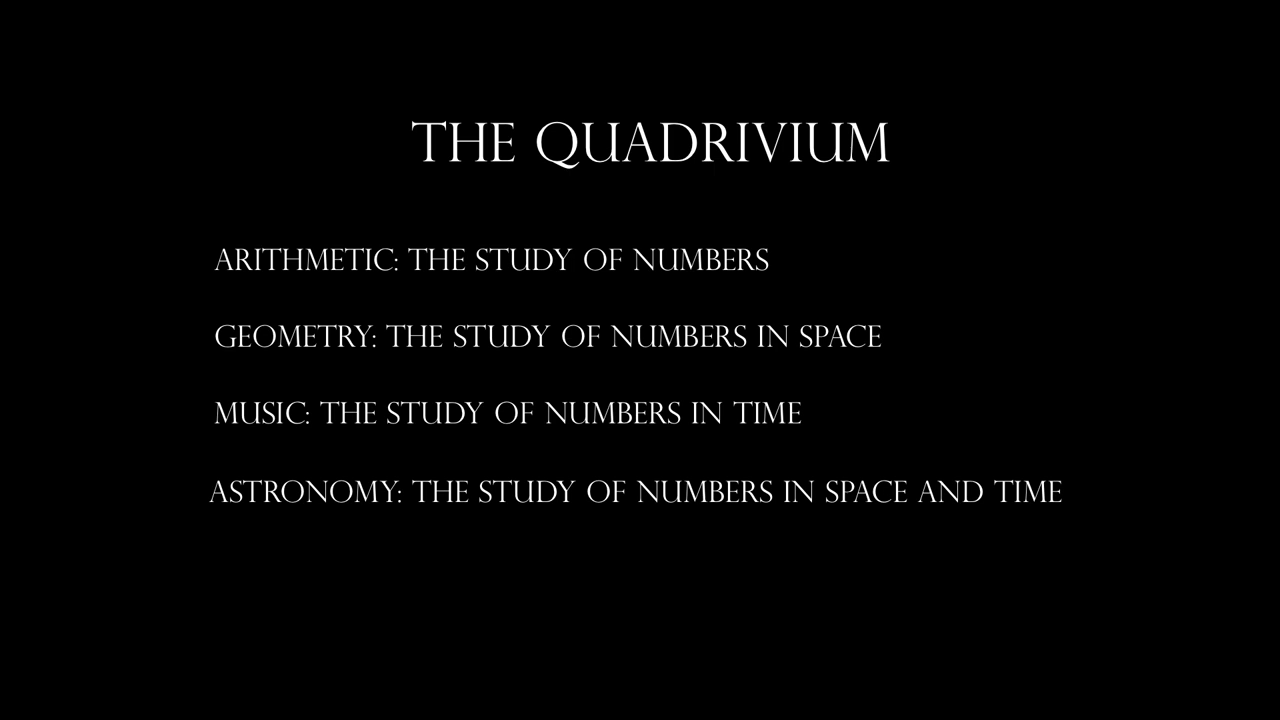 THE QUADRIVIUM
ARITHMETIC: THE STUDY OF NUMBERS
GEOMETRY: THE STUDY OF NUMBERS IN SPACE
MUSIC: THE STUDY OF NUMBERS IN TIME
ASTRONOMY: THE STUDY OF NUMBERS IN SPACE AND TIME